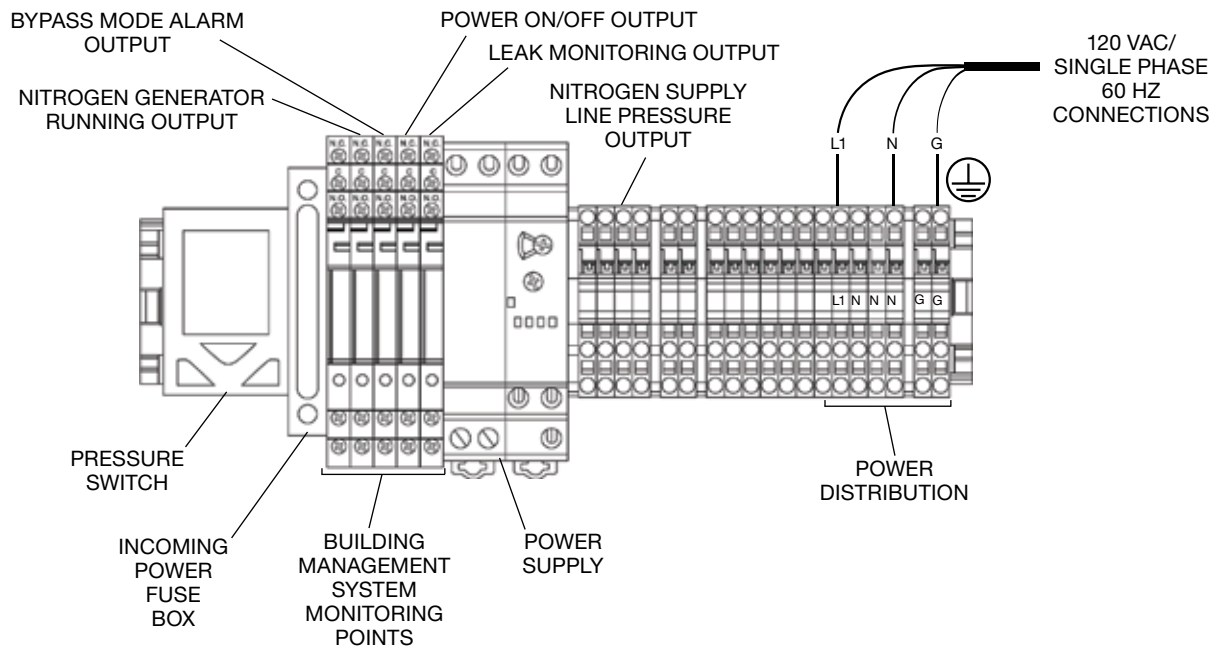 BYPASS MODE ALARM
OUTPUT
POWER ON/OFF OUTPUT
LEAK MONITORING OUTPUT
NITROGEN GENERATOR
RUNNING OUTPUT
NITROGEN SUPPLY
LINE PRESSURE
OUTPUT
120 VAC/
SINGLE PHASE
60 HZ
CONNECTIONS
L1 N G
N.C. N.C. N.C. N.C. N.C.
C C C C C
N.O. N.O. N.O. N.O. N.O.
L1 N N N G G
PRESSURE
SWITCH
INCOMING
POWER
FUSE
BOX
BUILDING
MANAGEMENT
SYSTEM
MONITORING
POINTS
POWER
SUPPLY
POWER
DISTRIBUTION